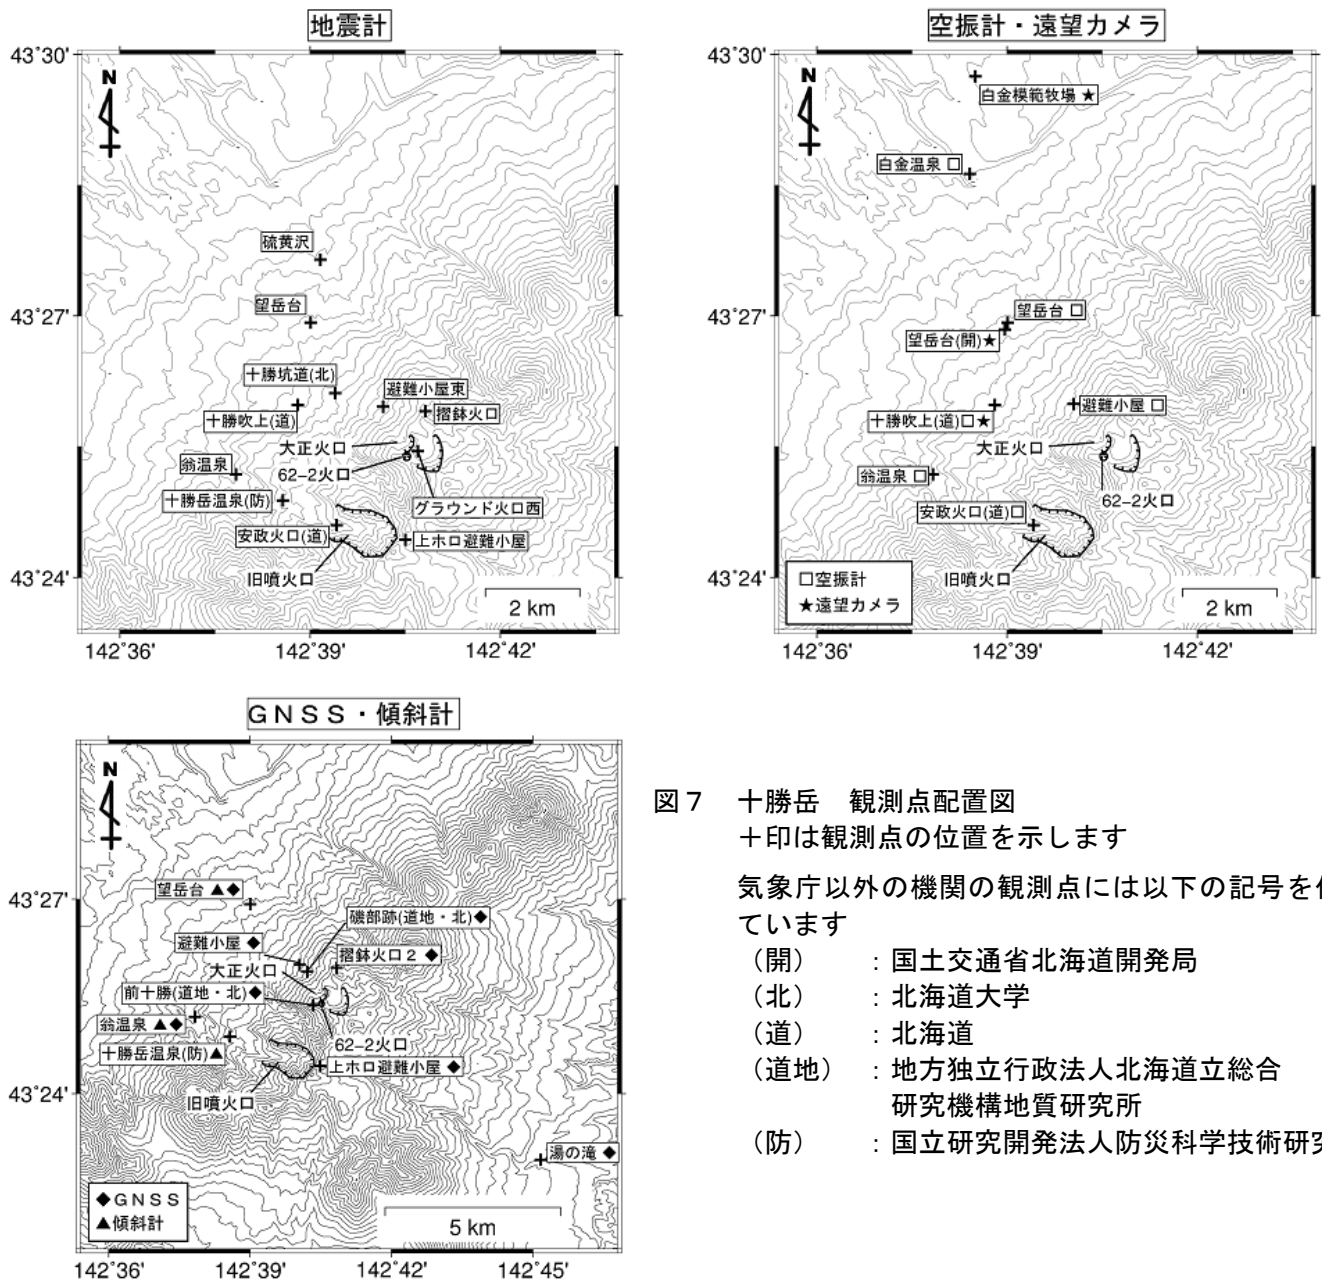 地震計
43°30'
43°27'
43°24'
142°36'
142°39'
142°42'
N
硫黄沢
望岳台
十勝坑道(北)
避難小屋東
摺鉢火口
十勝吹上(道)
大正火口
翁温泉
62-2火口
十勝岳温泉(防)
グラウンド火口西
安政火口(道)
上ホロ避難小屋
旧噴火口
2 km
空振計・遠望カメラ
43°30'
43°27'
43°24'
142°36'
142°39'
142°42'
N
白金模範牧場 ★
白金温泉 □
望岳台 □
望岳台(開)★
避難小屋 □
十勝吹上(道)□★
大正火口
翁温泉 □
62-2火口
安政火口(道)□
旧噴火口
□空振計
★遠望カメラ
2 km
GNSS・傾斜計
43°27'
43°24'
142°36'
142°39'
142°42'
142°45'
N
望岳台 ▲◆
磯部跡(道地・北)◆
避難小屋 ◆
摺鉢火口2 ◆
大正火口
前十勝(道地・北)◆
翁温泉 ▲◆
62-2火口
十勝岳温泉(防)▲
上ホロ避難小屋 ◆
旧噴火口
湯の滝 ◆
◆GNSS
▲傾斜計
5 km
図7 十勝岳 観測点配置図
+印は観測点の位置を示します
気象庁以外の機関の観測点には以下の記号を
ています
(開) :国土交通省北海道開発局
(北) :北海道大学
(道) :北海道
(道地) :地方独立行政法人北海道立総合
研究機構地質研究所
(防) :国立研究開発法人防災科学技術研